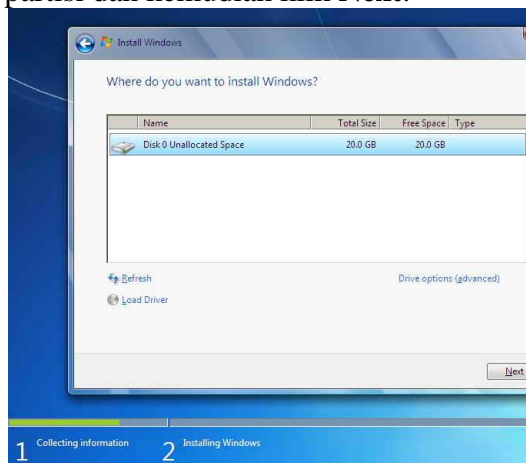 partisi dan kemudian klik Next.
Install Windows
Where do you want to install Windows?
Name Total Size Free Space Type
Disk 0 Unallocated Space 20.0 GB 20.0 GB
Refresh Drive options (advanced)
Load Driver
Next
1 Collecting information 2 Installing Windows